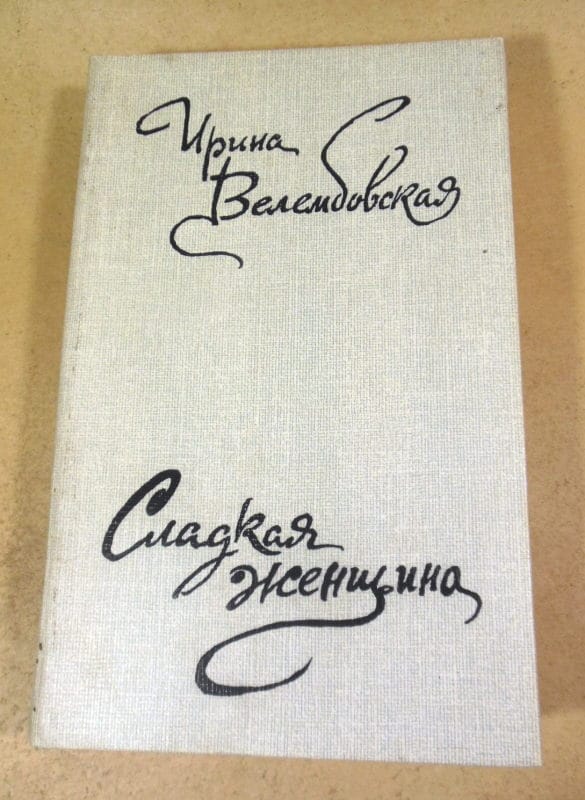 Ирина
Велембовская
Сладкая
женщина